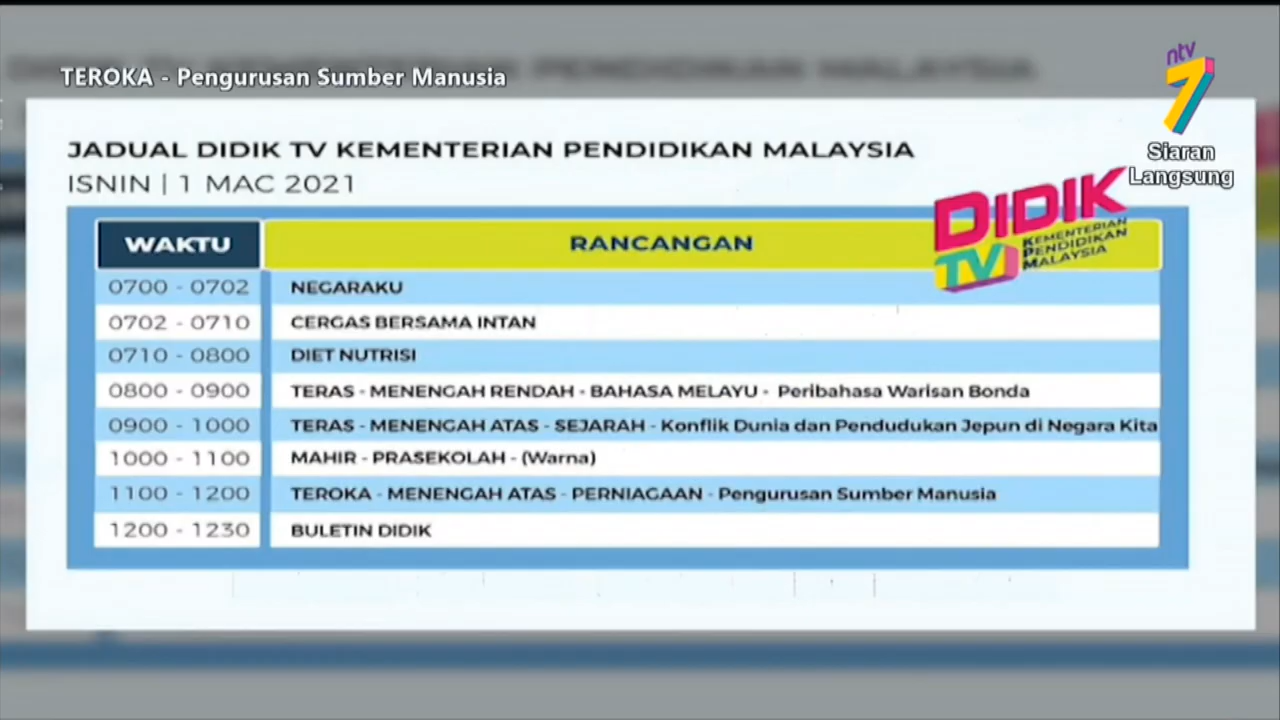 TEROKA - Pengurusan Sumber Manusia
ntv
7
Siaran
Langsung
JADUAL DIDIK TV KEMENTERIAN PENDIDIKAN MALAYSIA
ISNIN | 1 MAC 2021
DIDIK
TV
KEMENTERIAN
PENDIDIKAN
MALAYSIA
WAKTU RANCANGAN
0700 - 0702 NEGARAKU
0702 - 0710 CERGAS BERSAMA INTAN
0710 - 0800 DIET NUTRISI
0800 - 0900 TERAS - MENENGAH RENDAH - BAHASA MELAYU - Peribahasa Warisan Bonda
0900 - 1000 TERAS - MENENGAH ATAS - SEJARAH - Konflik Dunia dan Pendudukan Jepun di Negara Kita
1000 - 1100 MAHIR - PRASEKOLAH - (Warna)
1100 - 1200 TEROKA - MENENGAH ATAS - PERNIAGAAN - Pengurusan Sumber Manusia
1200 - 1230 BULETIN DIDIK